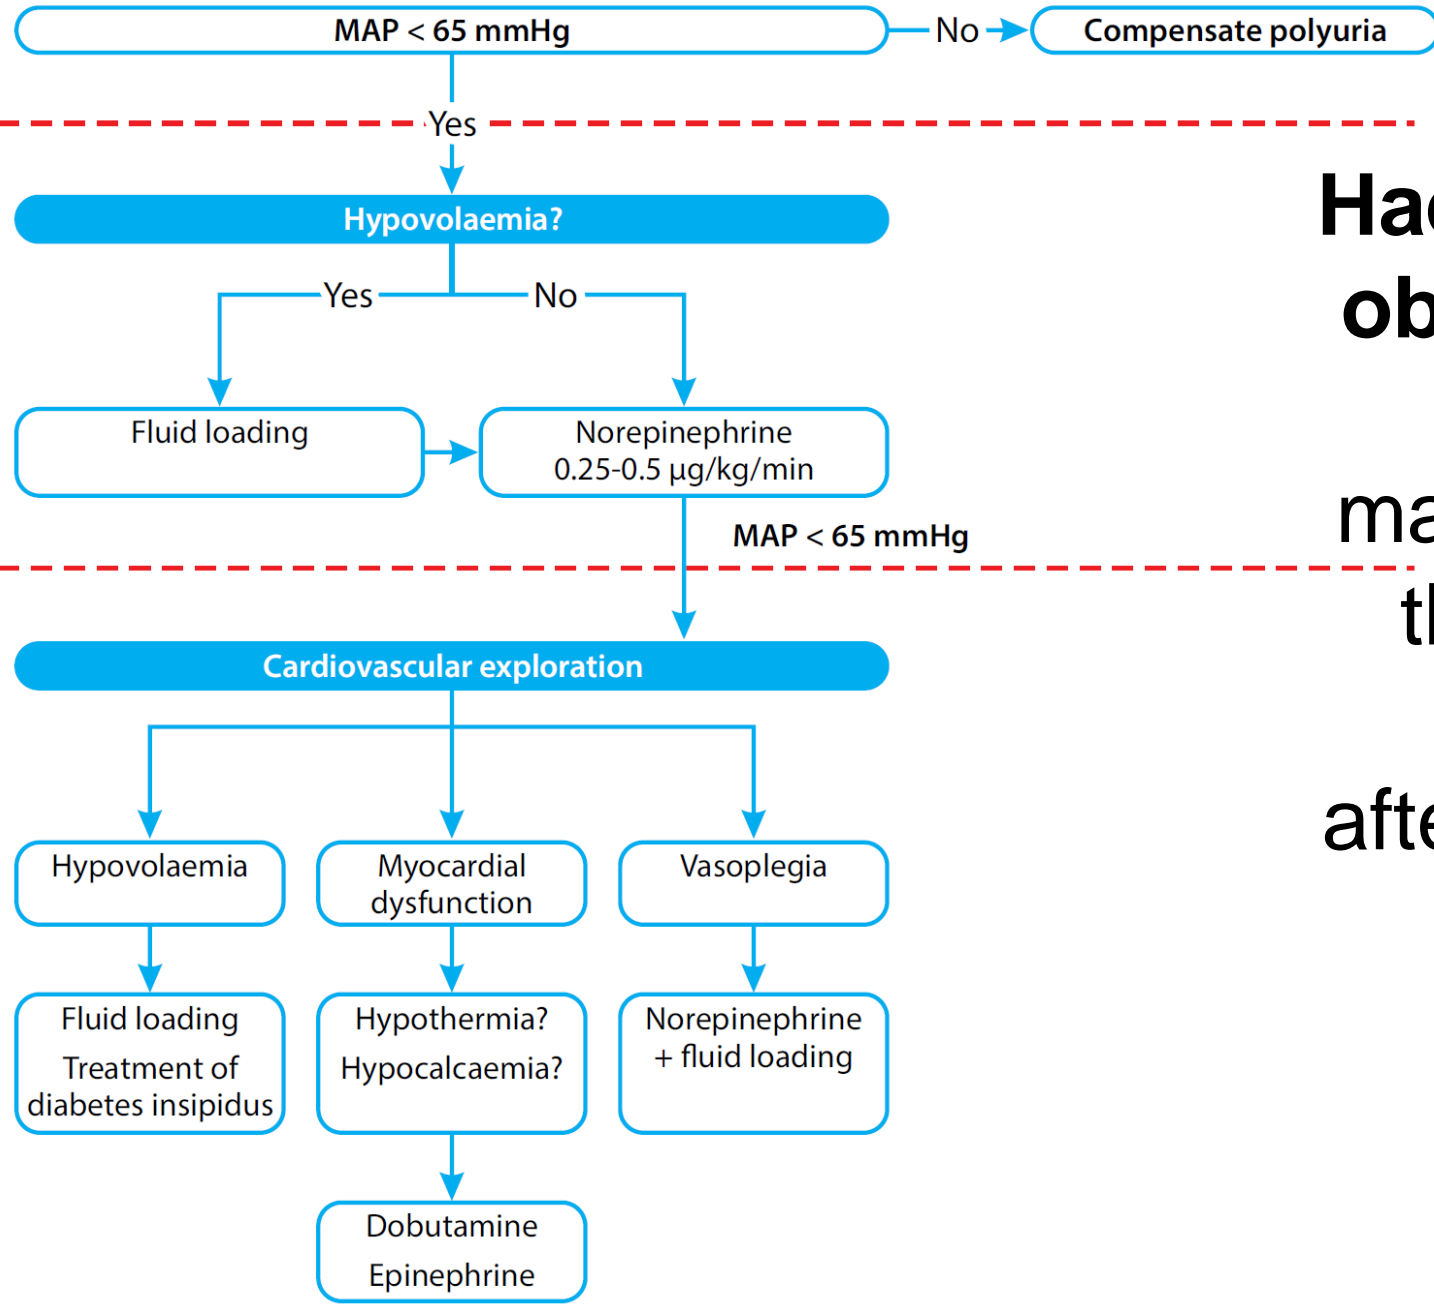 MAP < 65 mmHg
No
Compensate polyuria
Yes
Hypovolaemia?
Yes
No
Fluid loading
Norepinephrine
0.25-0.5 µg/kg/min
MAP < 65 mmHg
Cardiovascular exploration
Hypovolaemia
Myocardial
dysfunction
Vasoplegia
Fluid loading
Treatment of
diabetes insipidus
Hypothermia?
Hypocalcaemia?
Norepinephrine
+ fluid loading
Dobutamine
Epinephrine